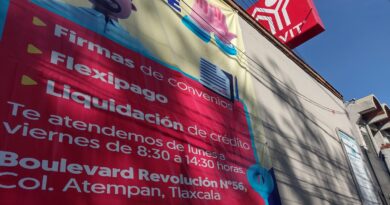 VIT
Firmas de convenios
Flexipago
Liquidación de crédito
Te atendemos de lunes a
viernes de 8:30 a 14:30 horas.
Boulevard Revolución N°56,
Col. Atempan, Tlaxcala